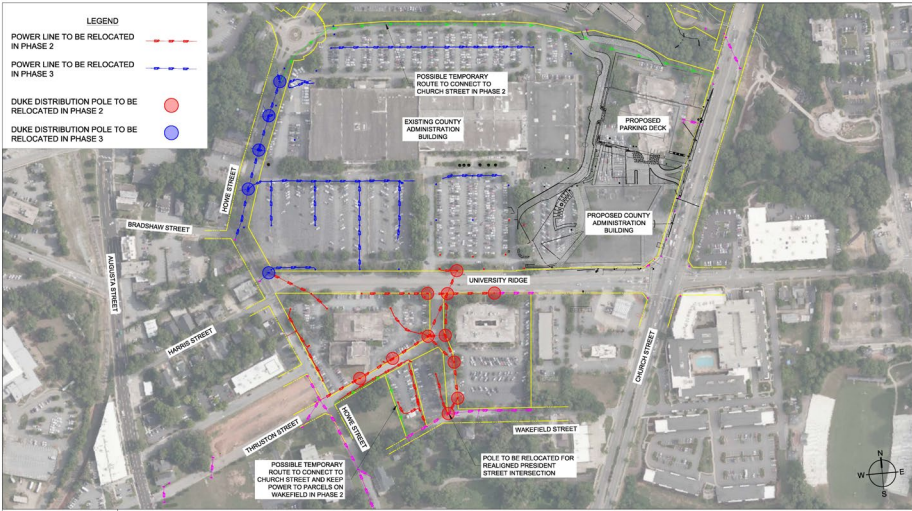 LEGEND
POWER LINE TO BE RELOCATED
IN PHASE 2
POWER LINE TO BE RELOCATED
IN PHASE 3
DUKE DISTRIBUTION POLE TO BE
RELOCATED IN PHASE 2
DUKE DISTRIBUTION POLE TO BE
RELOCATED IN PHASE 3
POSSIBLE TEMPORARY
ROUTE TO CONNECT TO
CHURCH STREET IN PHASE 2
EXISTING COUNTY
ADMINISTRATION
BUILDING
PROPOSED
PARKING DECK
HOWE STREET
BRADSHAW STREET
PROPOSED COUNTY
ADMINISTRATION
BUILDING
AUGUSTA STREET
UNIVERSITY RIDGE
HARRIS STREET
CHURCH STREET
THRUSTON STREET
HOWE STREET
WAKEFIELD STREET
POSSIBLE TEMPORARY
ROUTE TO CONNECT TO
CHURCH STREET AND KEEP
POWER TO PARCELS ON
WAKEFIELD IN PHASE 2
POLE TO BE RELOCATED FOR
REALIGNED PRESIDENT
STREET INTERSECTION
N
W E
S